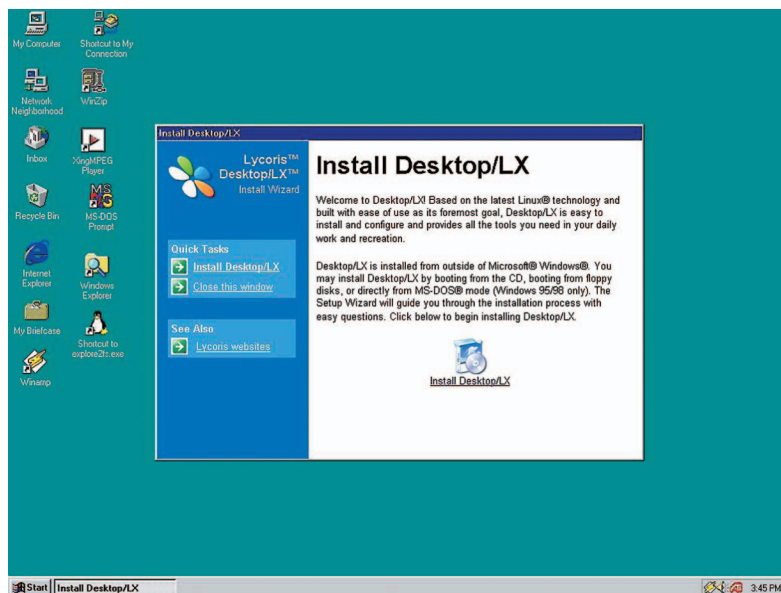 My Computer
Shortcut to My
Connection
Network
Neighborhood
WinZip
Inbox
XingMPEG
Player
Recycle Bin
MS-DOS
Prompt
Internet
Explorer
Windows
Explorer
My Briefcase
Shortcut to
explore2fs.exe
Winamp
Install Desktop/LX
Lycoris™
Desktop/LX™
Install Wizard
Quick Tasks
Install Desktop/LX
Close this window
See Also
Lycoris websites
Install Desktop/LX
Welcome to Desktop/LX! Based on the latest Linux® technology and
built with ease of use as its foremost goal, Desktop/LX is easy to
install and configure and provides all the tools you need in your daily
work and recreation.
Desktop/LX is installed from outside of Microsoft® Windows®. You
may install Desktop/LX by booting from the CD, booting from floppy
disks, or directly from MS-DOS® mode (Windows 95/98 only). The
Setup Wizard will guide you through the installation process with
easy questions. Click below to begin installing Desktop/LX.
Install Desktop/LX
Start
Install Desktop/LX
3:45 PM